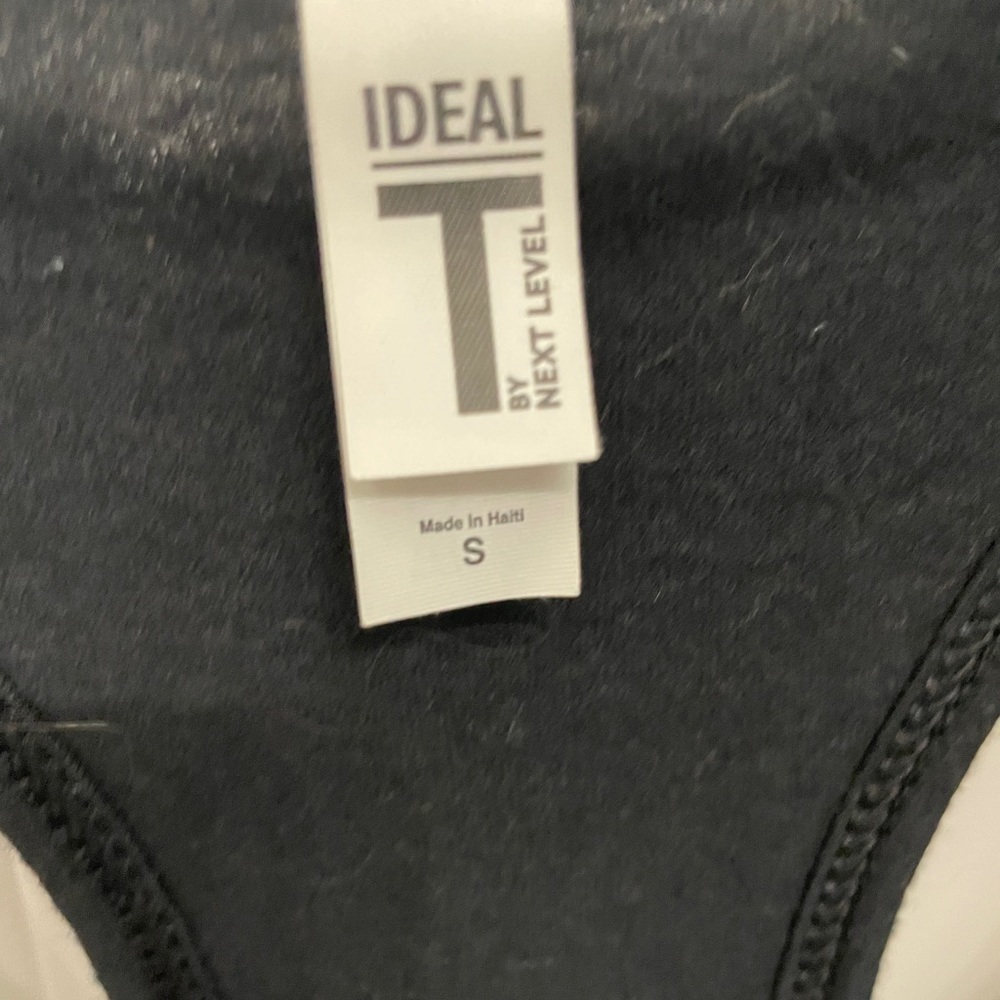 IDEAL
T
BY
NEXT LEVEL
Made in Haiti
S